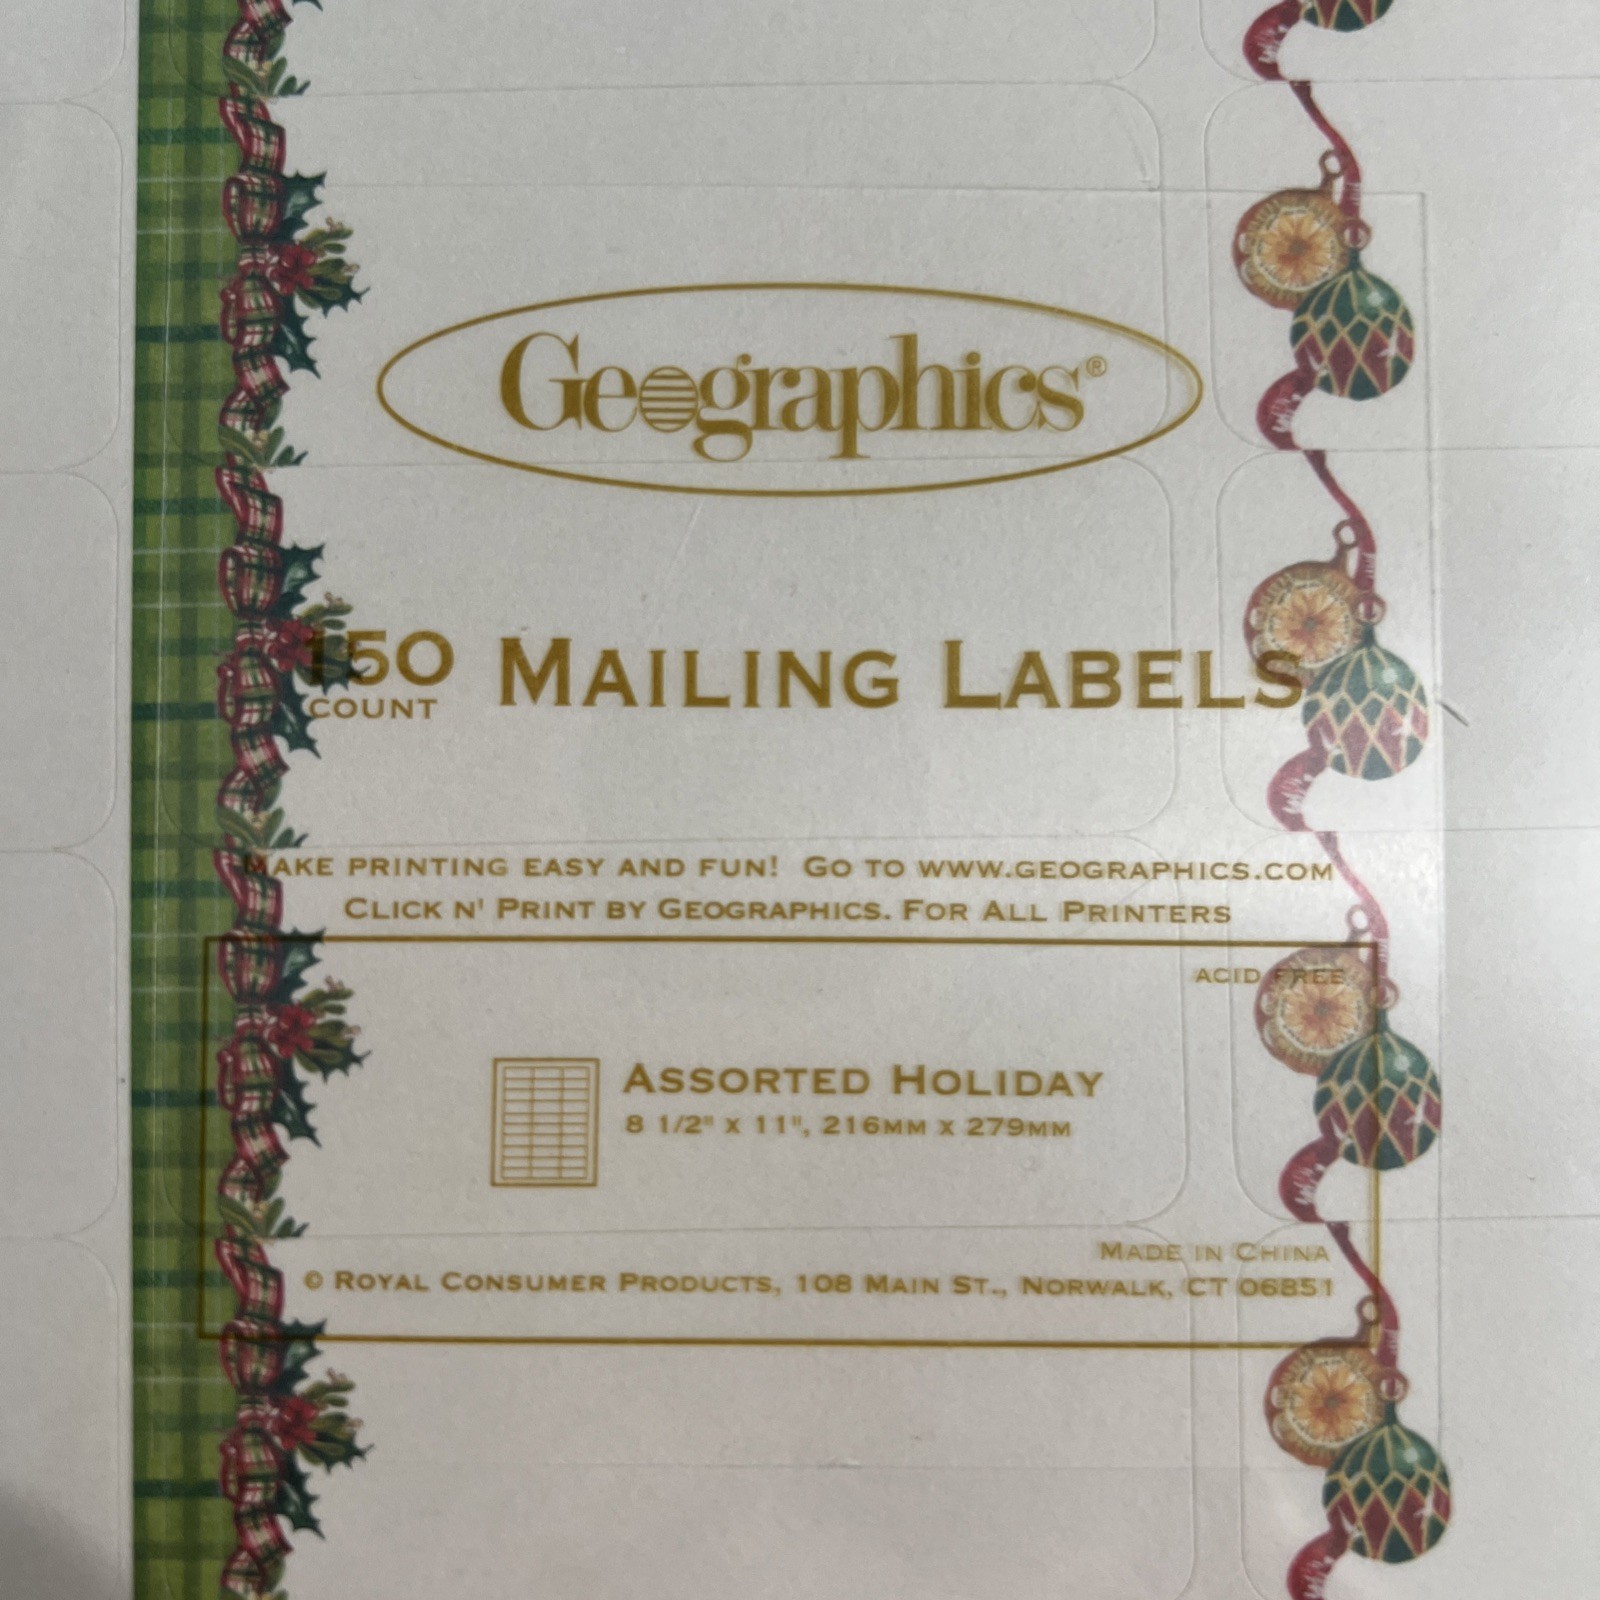 Geographics®
150 MAILING LABELS
COUNT
MAKE PRINTING EASY AND FUN! GO TO WWW.GEOGRAPHICS.COM
CLICK N' PRINT BY GEOGRAPHICS. FOR ALL PRINTERS
ACID FREE
ASSORTED HOLIDAY
8 1/2" X 11", 216MM X 279MM
MADE IN CHINA
© ROYAL CONSUMER PRODUCTS, 108 MAIN ST., NORWALK, CT 06851